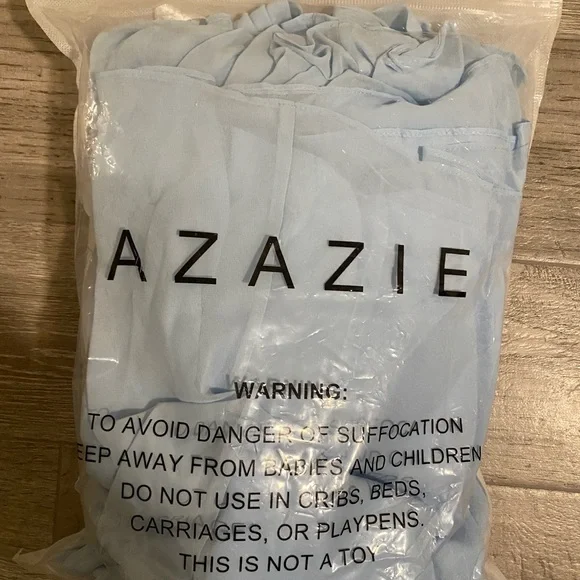 AZAZIE
WARNING:
TO AVOID DANGER OF SUFFOCATION
KEEP AWAY FROM BABIES AND CHILDREN
DO NOT USE IN CRIBS, BEDS,
CARRIAGES, OR PLAYPENS.
THIS IS NOT A TOY